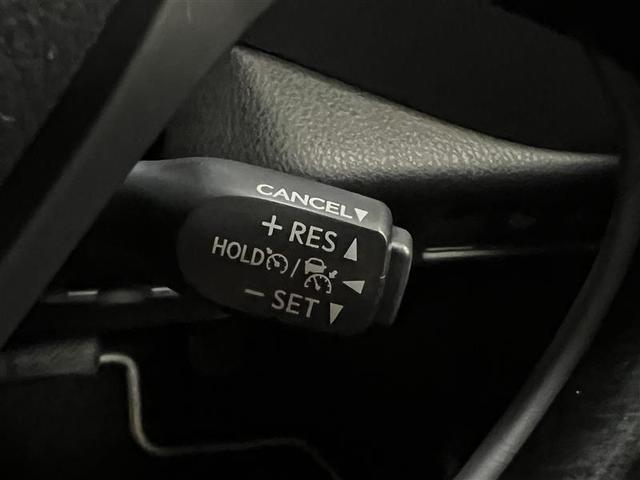 CANCEL▼
+RES▲
HOLD /
−SET▼